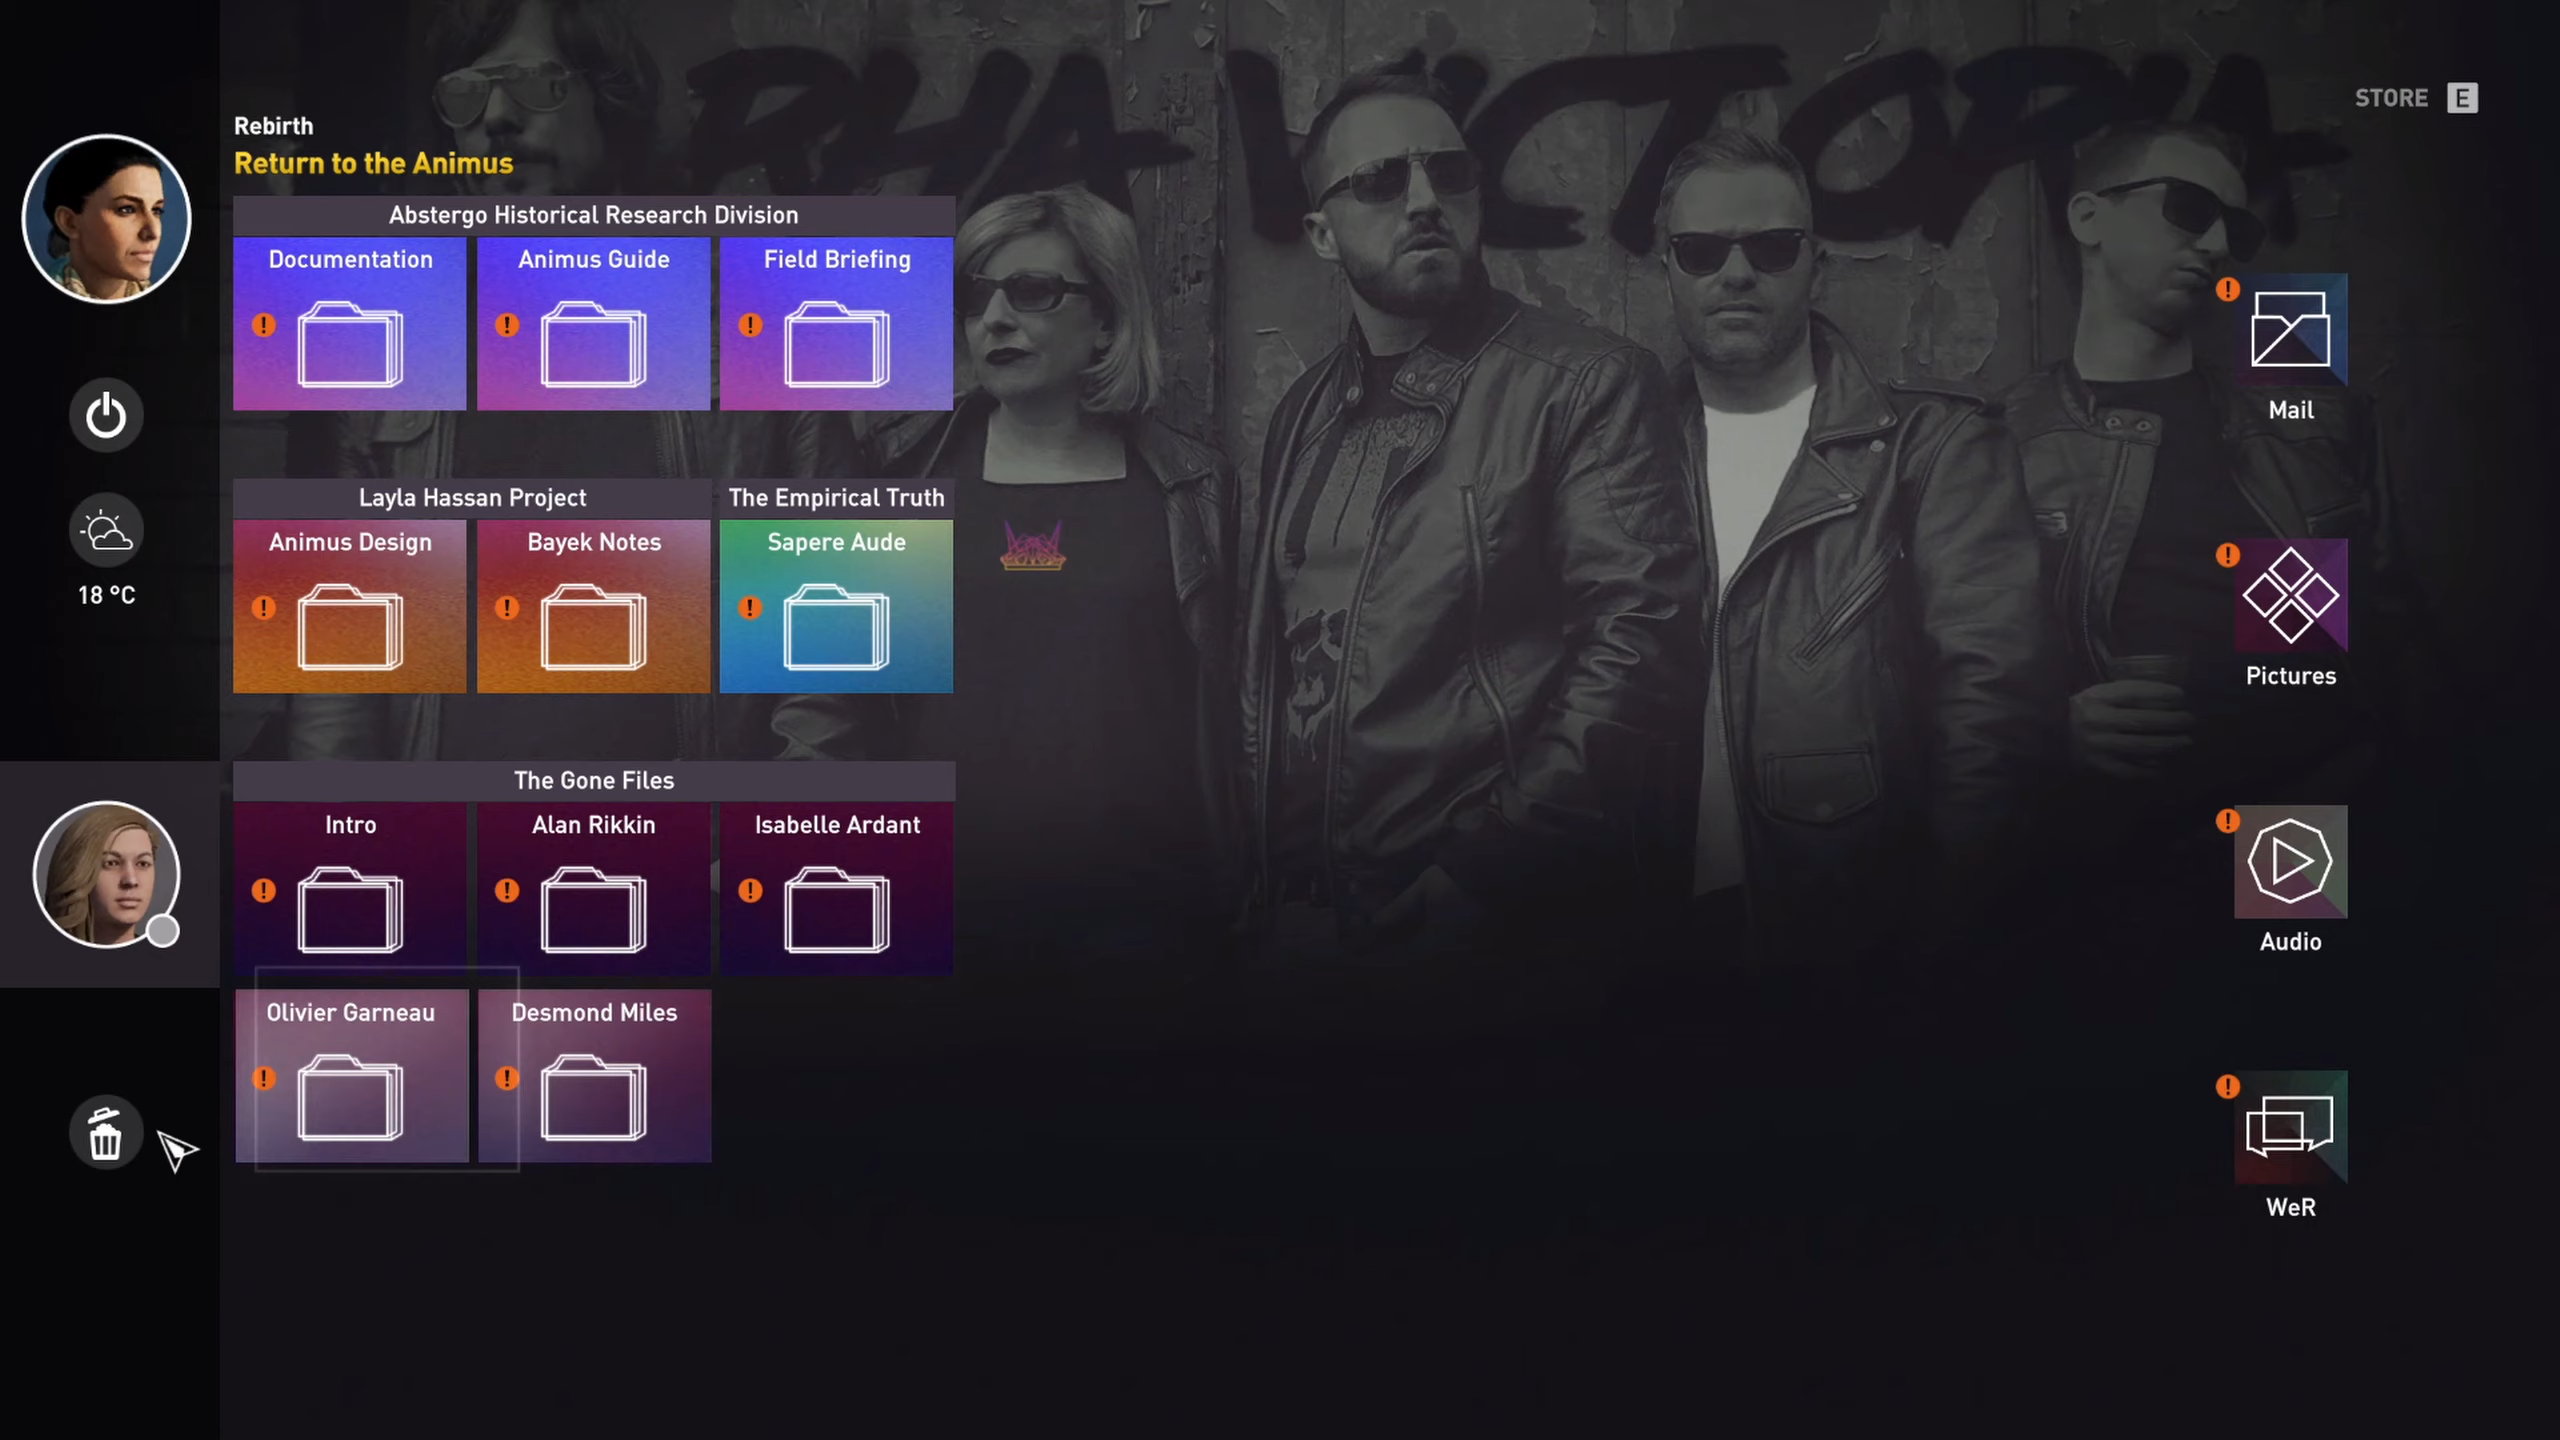 STORE E
Rebirth
Return to the Animus
Abstergo Historical Research Division
Documentation
Animus Guide
Field Briefing
Layla Hassan Project
The Empirical Truth
Animus Design
Bayek Notes
Sapere Aude
18 °C
The Gone Files
Intro
Alan Rikkin
Isabelle Ardant
Olivier Garneau
Desmond Miles
Mail
Pictures
Audio
WeR